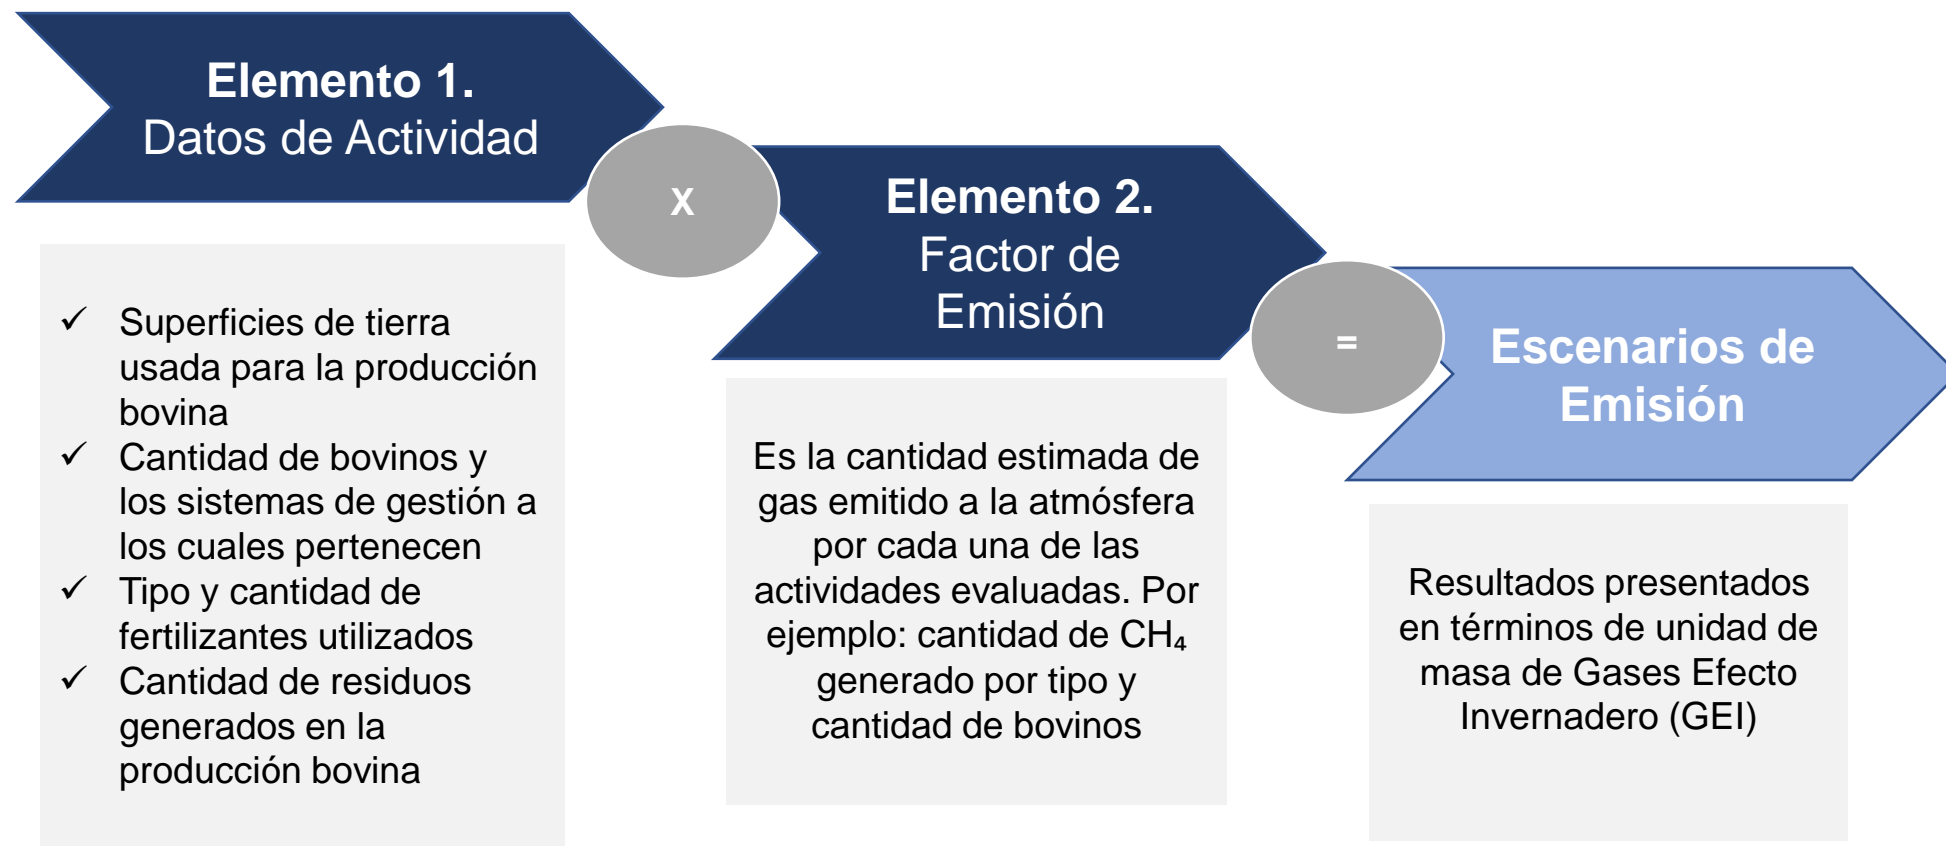 Elemento 1.
Datos de Actividad
X
Elemento 2.
Factor de
Emisión
=
Escenarios de
Emisión
✓ Superficies de tierra
usada para la producción
bovina
✓ Cantidad de bovinos y
los sistemas de gestión a
los cuales pertenecen
✓ Tipo y cantidad de
fertilizantes utilizados
✓ Cantidad de residuos
generados en la
producción bovina
Es la cantidad estimada de
gas emitido a la atmósfera
por cada una de las
actividades evaluadas. Por
ejemplo: cantidad de CH₄
generado por tipo y
cantidad de bovinos
Resultados presentados
en términos de unidad de
masa de Gases Efecto
Invernadero (GEI)